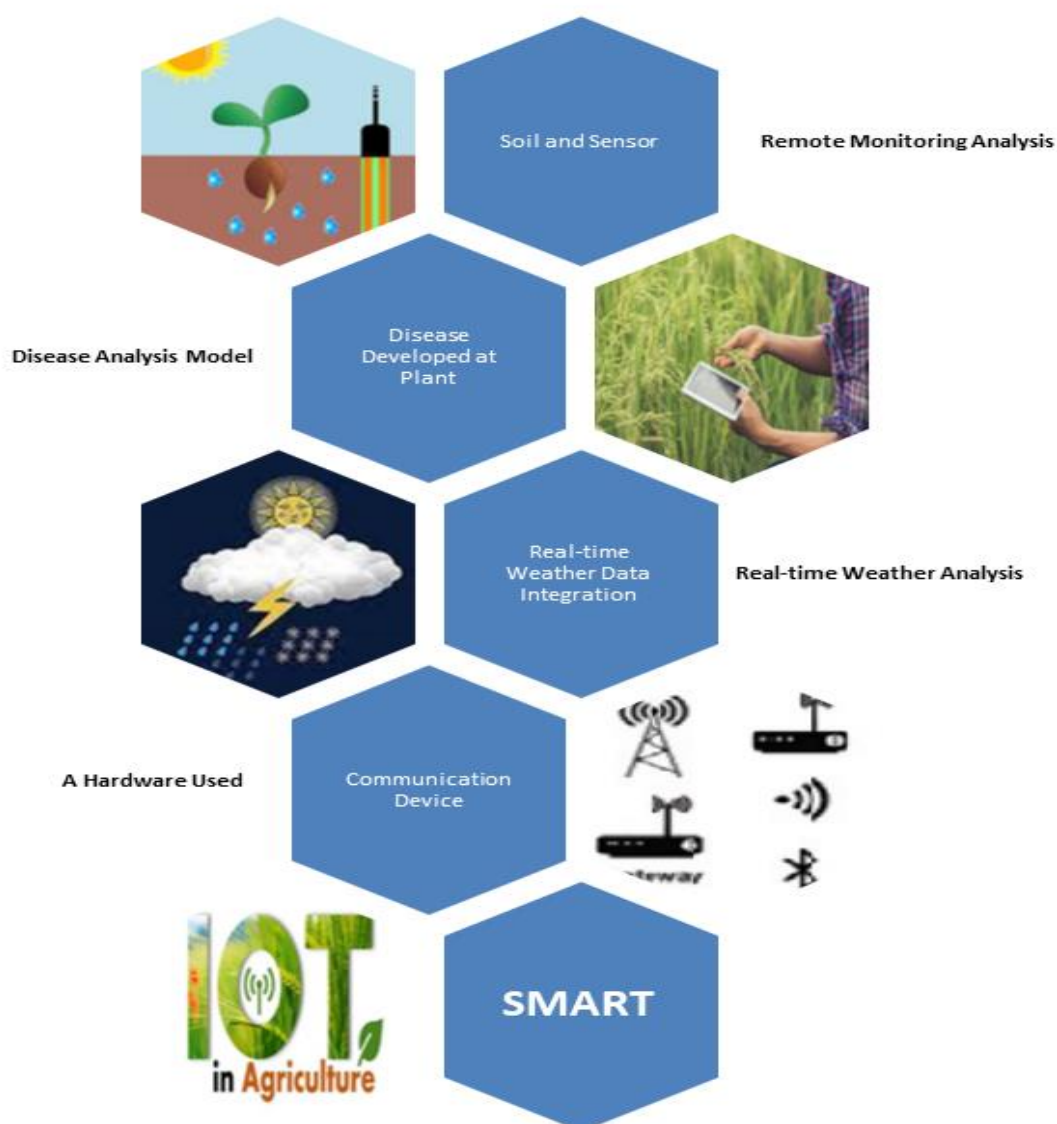 Soil and Sensor
Remote Monitoring Analysis
Disease Analysis Model
Disease
Developed at
Plant
Real-time
Weather Data
Integration
Real-time Weather Analysis
A Hardware Used
Communication
Device
IOT
in Agriculture
SMART